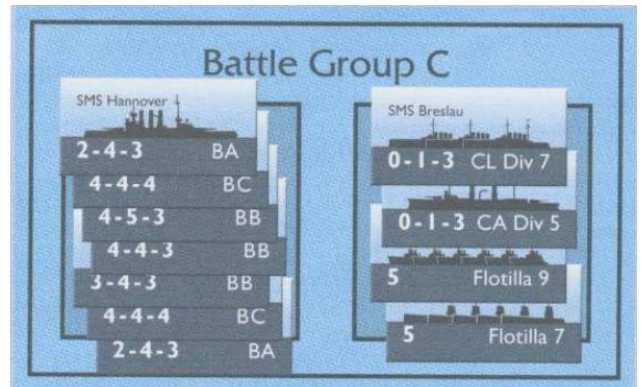 Battle Group C
SMS Hannover
2-4-3 BA
4-4-4 BC
4-5-3 BB
4-4-3 BB
3-4-3 BB
4-4-4 BC
2-4-3 BA
SMS Breslau
0-1-3 CL Div 7
0-1-3 CA Div 5
5 Flotilla 9
5 Flotilla 7